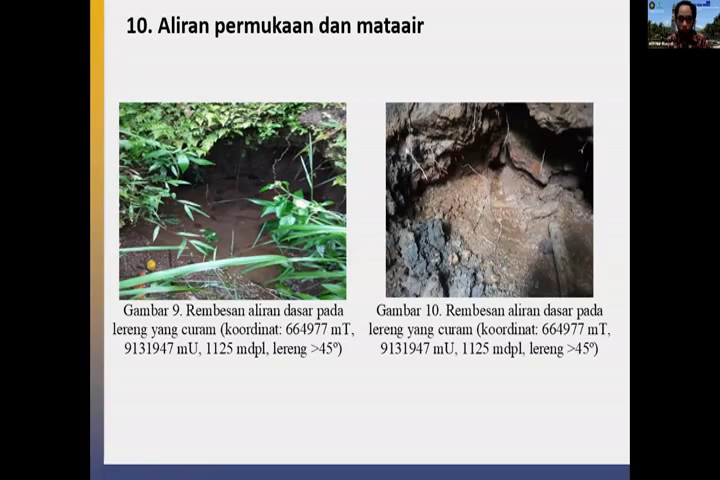 10. Aliran permukaan dan mataair
Gambar 9. Rembesan aliran dasar pada
lereng yang curam (koordinat: 664977 mT,
9131947 mU, 1125 mdpl, lereng >45º)
Gambar 10. Rembesan aliran dasar pada
lereng yang curam (koordinat: 664977 mT,
9131947 mU, 1125 mdpl, lereng >45º)